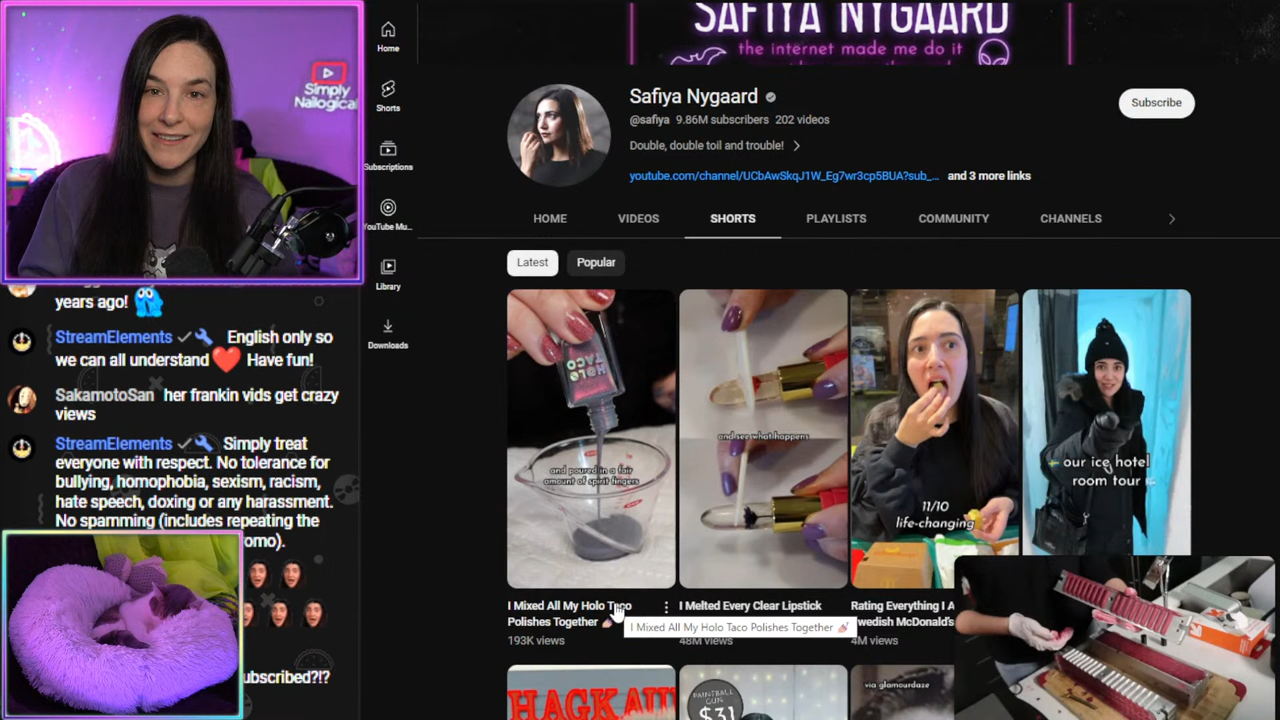 Simply
Nailogical
years ago!
StreamElements English only so
we can all understand Have fun!
SakamotoSan her frankin vids get crazy
views
StreamElements Simply treat
everyone with respect. No tolerance for
bullying, homophobia, sexism, racism,
hate speech, doxing or any harassment.
No spamming (includes repeating the
omo).
ubscribed?!?
Home
Shorts
Subscriptions
YouTube Mu...
Library
Downloads
SAFIYA NYGAARD
the internet made me do it
Safiya Nygaard
@safiya 9.86M subscribers 202 videos
Subscribe
Double, double toil and trouble!
youtube.com/channel/UCbAwSkqJ1W_Eg7wr3cp5BUA?sub_... and 3 more links
HOME VIDEOS SHORTS PLAYLISTS COMMUNITY CHANNELS
Latest Popular
HOLO
TACO
and poured in a fair
amount of spirit fingers
and see what happens
11/10
life-changing
our ice hotel
room tour
I Mixed All My Holo Taco
Polishes Together
193K views
I Melted Every Clear Lipstick
I Mixed All My Holo Taco Polishes Together
48M views
Rating Everything I A
wedish McDonald's
4M views
PAINTBALL
GUN
$31
via glamourdaze